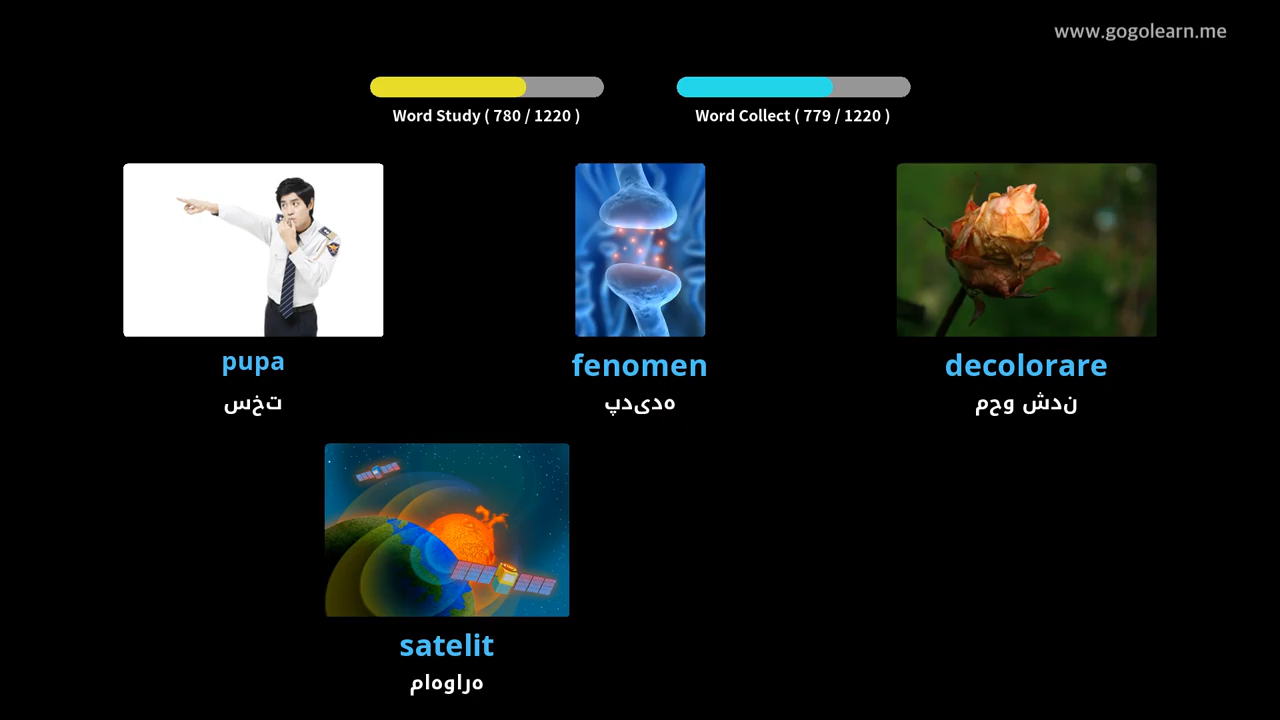 www.gogolearn.me
Word Study ( 780 / 1220 )
Word Collect ( 779 / 1220 )
pupa
تخس
fenomen
هدیدپ
decolorare
ندش وحم
satelit
هراوهام